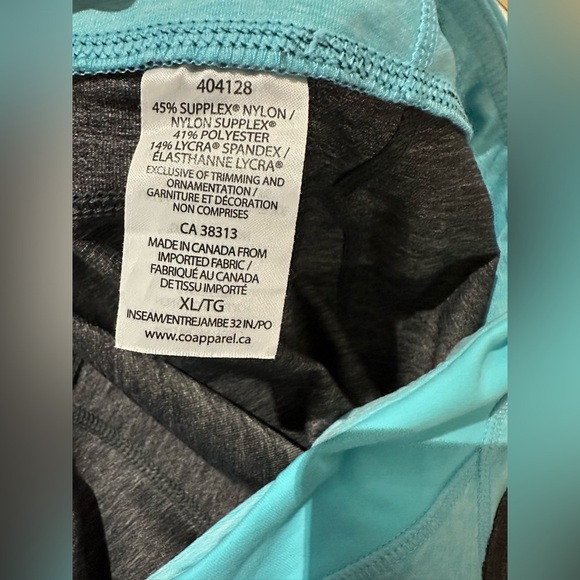 404128
45% SUPPLEX® NYLON /
NYLON SUPPLEX®
41% POLYESTER
14% LYCRA® SPANDEX /
ÉLASTHANNE LYCRA®
EXCLUSIVE OF TRIMMING AND
ORNAMENTATION /
GARNITURE ET DÉCORATION
NON COMPRISES
CA 38313
MADE IN CANADA FROM
IMPORTED FABRIC /
FABRIQUÉ AU CANADA
DE TISSU IMPORTÉ
XL/TG
INSEAM/ENTREJAMBE 32 IN/PO
www.coapparel.ca